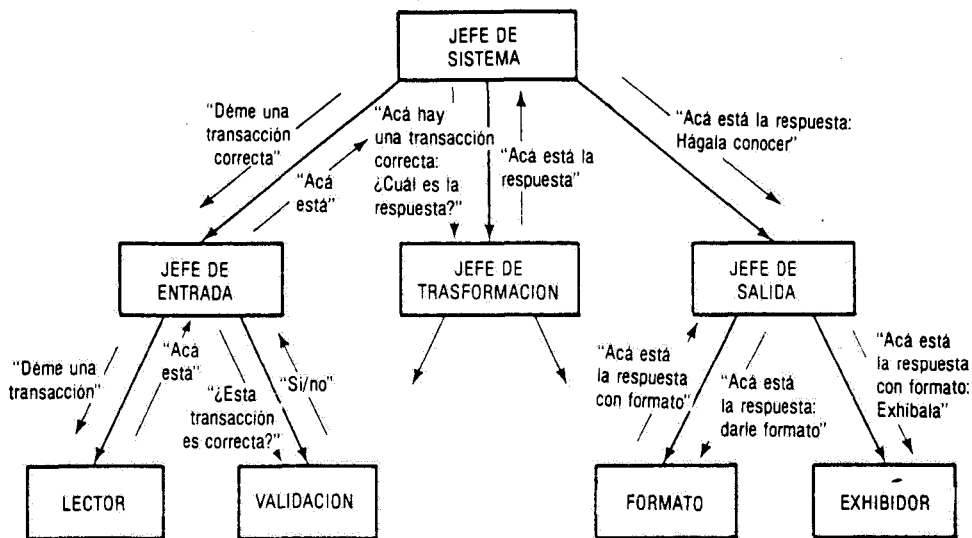 JEFE DE
SISTEMA
“Déme una
transacción
correcta”
“Acá
está”
“Acá hay
una transacción
correcta:
¿Cuál es la
respuesta?”
“Acá está la
respuesta”
“Acá está la respuesta:
Hágala conocer”
JEFE DE
ENTRADA
JEFE DE
TRASFORMACION
JEFE DE
SALIDA
“Déme una
transacción”
“Acá
está”
“¿Esta
transacción
es correcta?”
“Si/no”
“Acá está
la respuesta
con formato”
“Acá está
la respuesta:
darle formato”
“Acá está
la respuesta
con formato:
Exhíbala”
LECTOR
VALIDACION
FORMATO
EXHIBIDOR